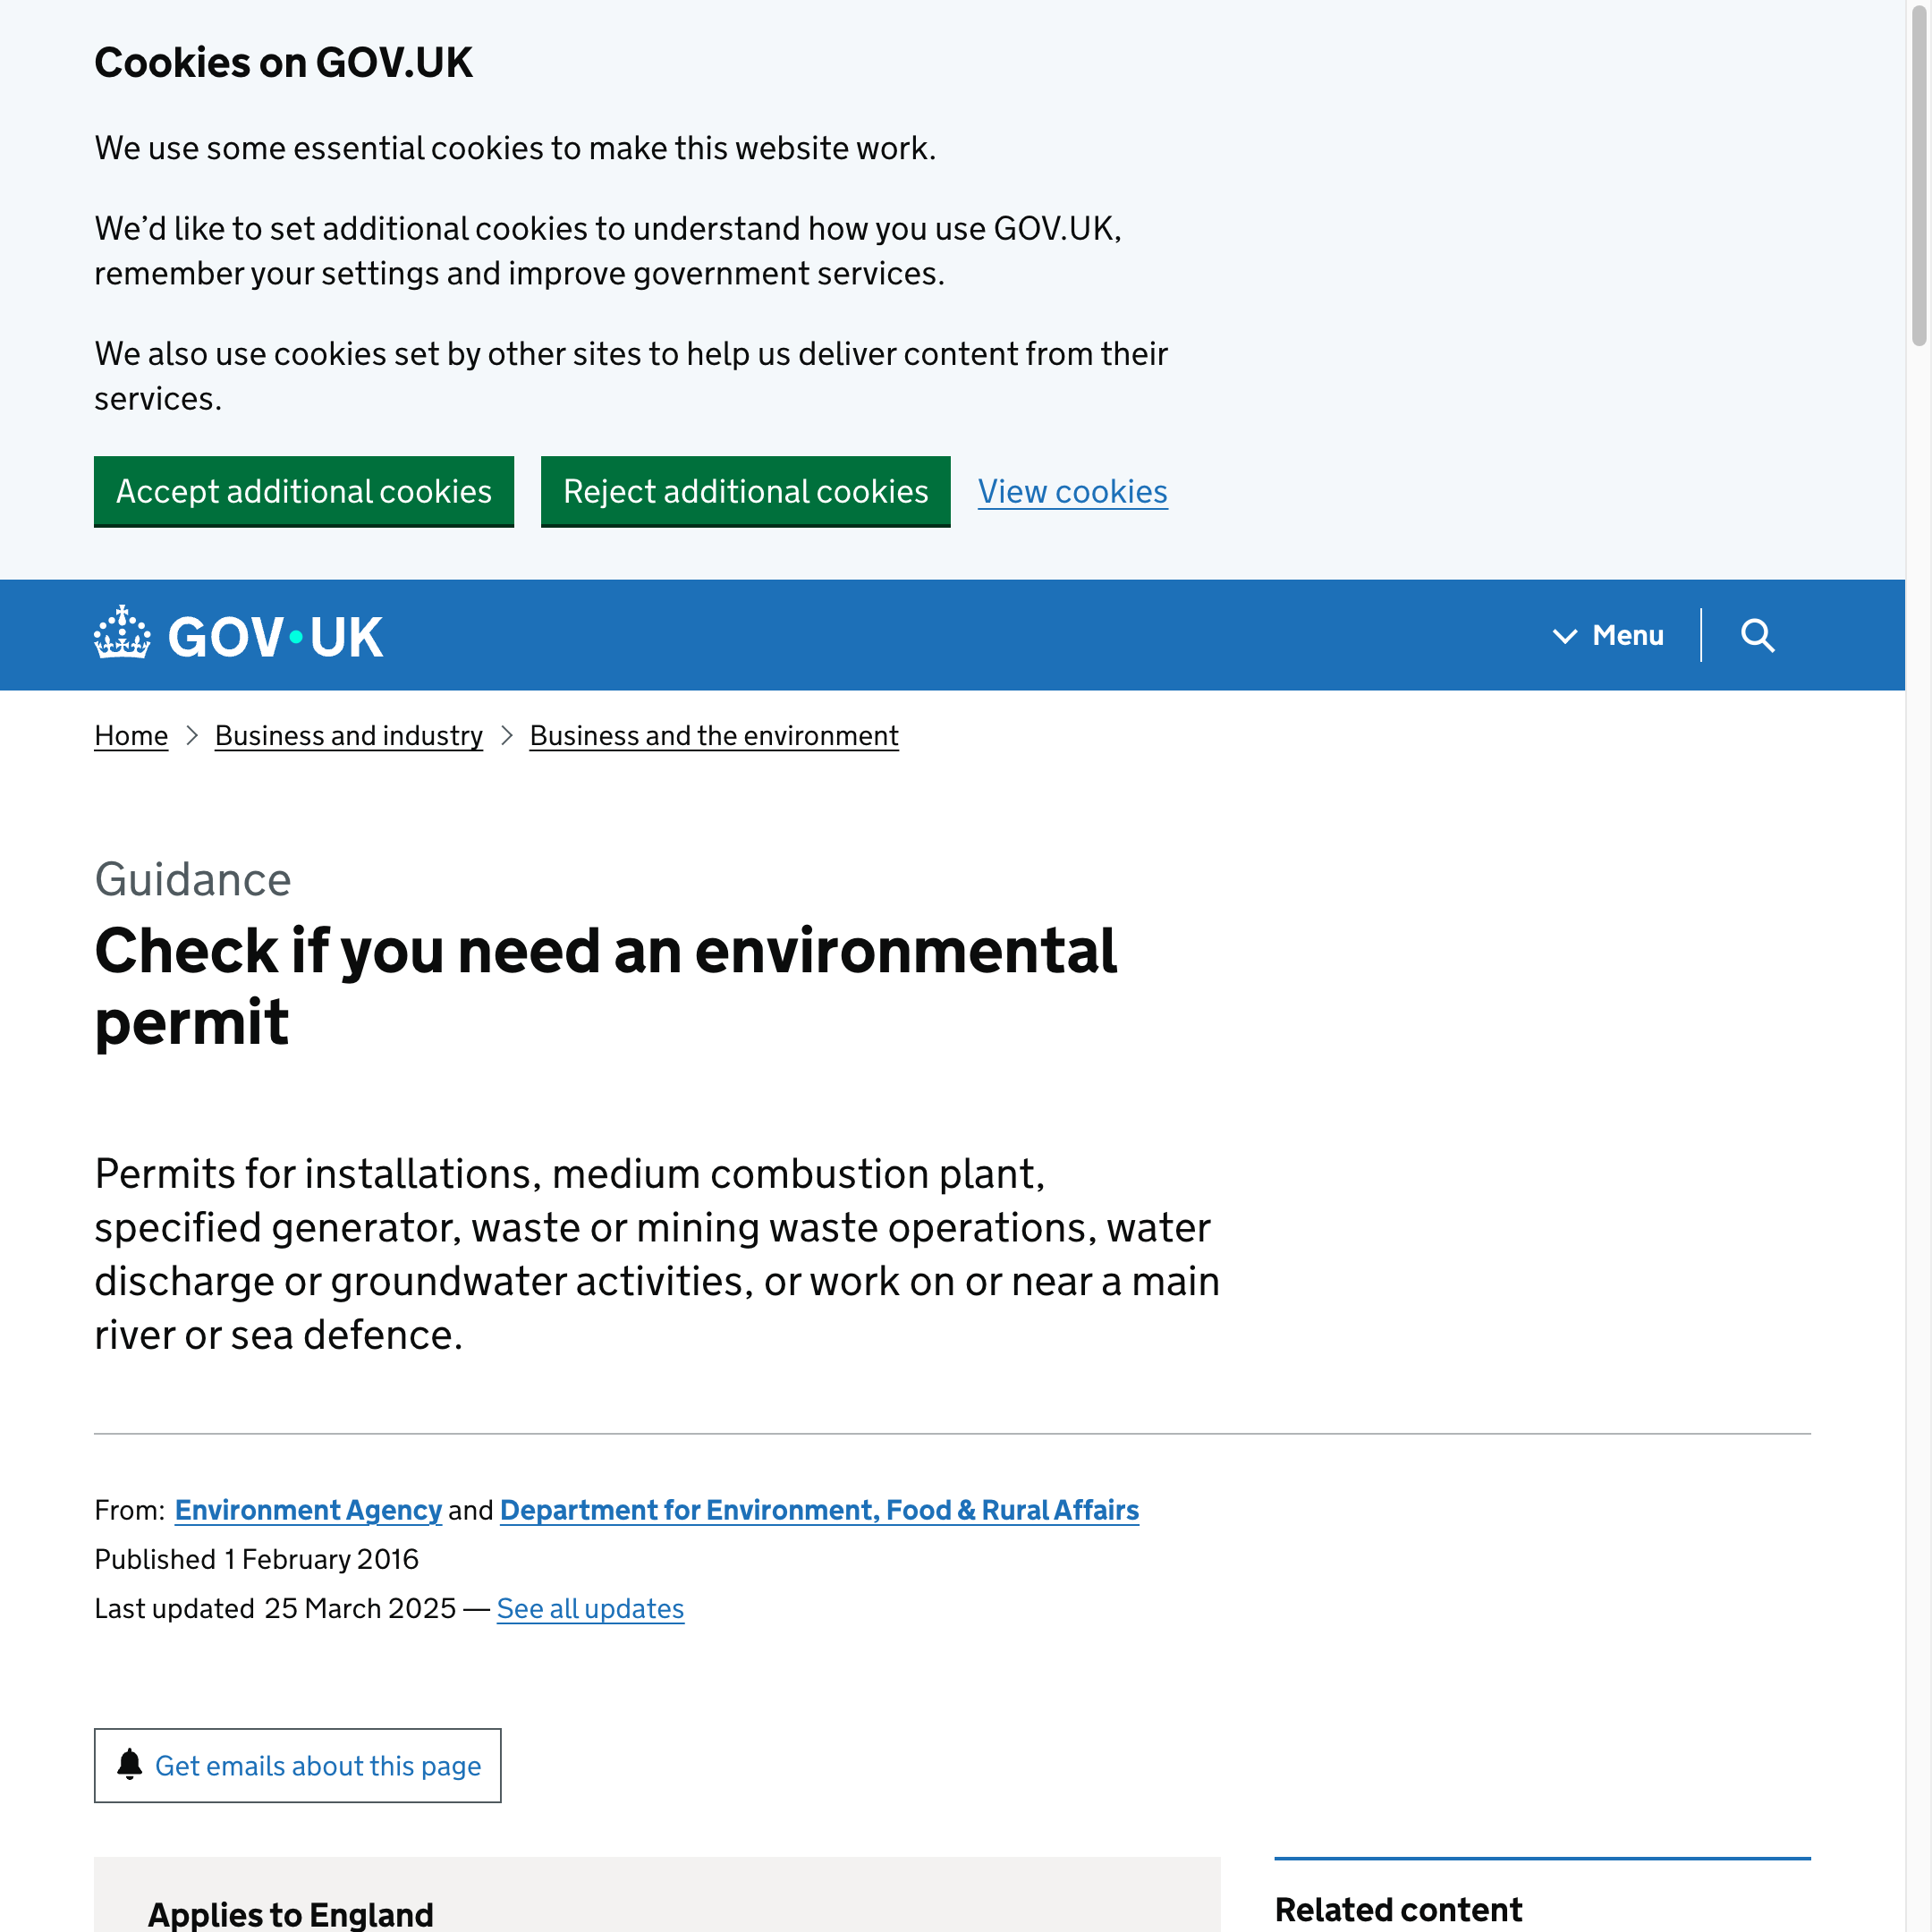 Cookies on GOV.UK
We use some essential cookies to make this website work.
We’d like to set additional cookies to understand how you use GOV.UK,
remember your settings and improve government services.
We also use cookies set by other sites to help us deliver content from their
services.
Accept additional cookies
Reject additional cookies
View cookies
GOV·UK
Menu
Home
Business and industry
Business and the environment
Guidance
Check if you need an environmental
permit
Permits for installations, medium combustion plant,
specified generator, waste or mining waste operations, water
discharge or groundwater activities, or work on or near a main
river or sea defence.
From: Environment Agency and Department for Environment, Food & Rural Affairs
Published 1 February 2016
Last updated 25 March 2025 — See all updates
Get emails about this page
Applies to England
Related content